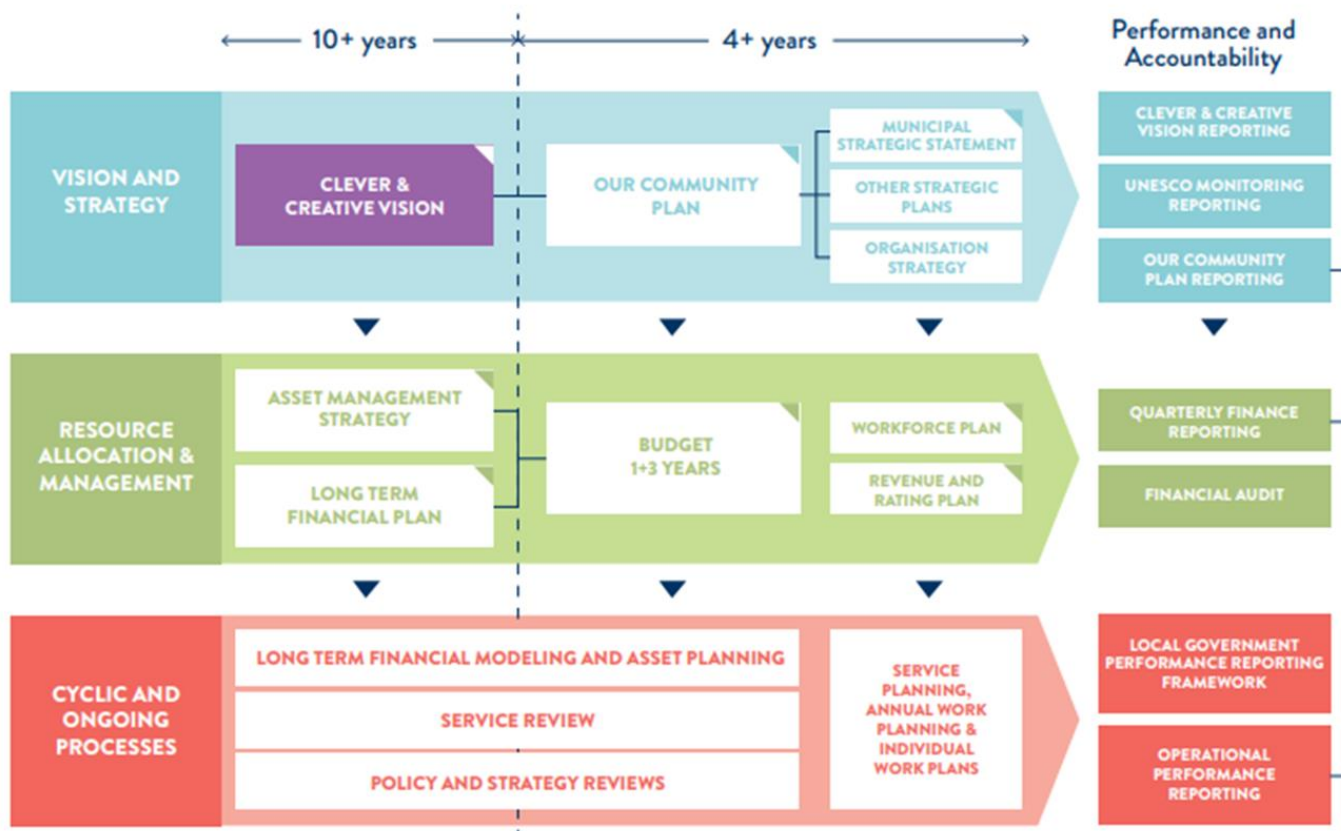 10+ years
4+ years
Performance and
Accountability
VISION AND
STRATEGY
CLEVER &
CREATIVE VISION
OUR COMMUNITY
PLAN
MUNICIPAL
STRATEGIC STATEMENT
OTHER STRATEGIC
PLANS
ORGANISATION
STRATEGY
CLEVER & CREATIVE
VISION REPORTING
UNESCO MONITORING
REPORTING
OUR COMMUNITY
PLAN REPORTING
RESOURCE
ALLOCATION &
MANAGEMENT
ASSET MANAGEMENT
STRATEGY
LONG TERM
FINANCIAL PLAN
BUDGET
1+3 YEARS
WORKFORCE PLAN
REVENUE AND
RATING PLAN
QUARTERLY FINANCE
REPORTING
FINANCIAL AUDIT
CYCLIC AND
ONGOING
PROCESSES
LONG TERM FINANCIAL MODELING AND ASSET PLANNING
SERVICE REVIEW
POLICY AND STRATEGY REVIEWS
SERVICE
PLANNING,
ANNUAL WORK
PLANNING &
INDIVIDUAL
WORK PLANS
LOCAL GOVERNMENT
PERFORMANCE REPORTING
FRAMEWORK
OPERATIONAL
PERFORMANCE
REPORTING